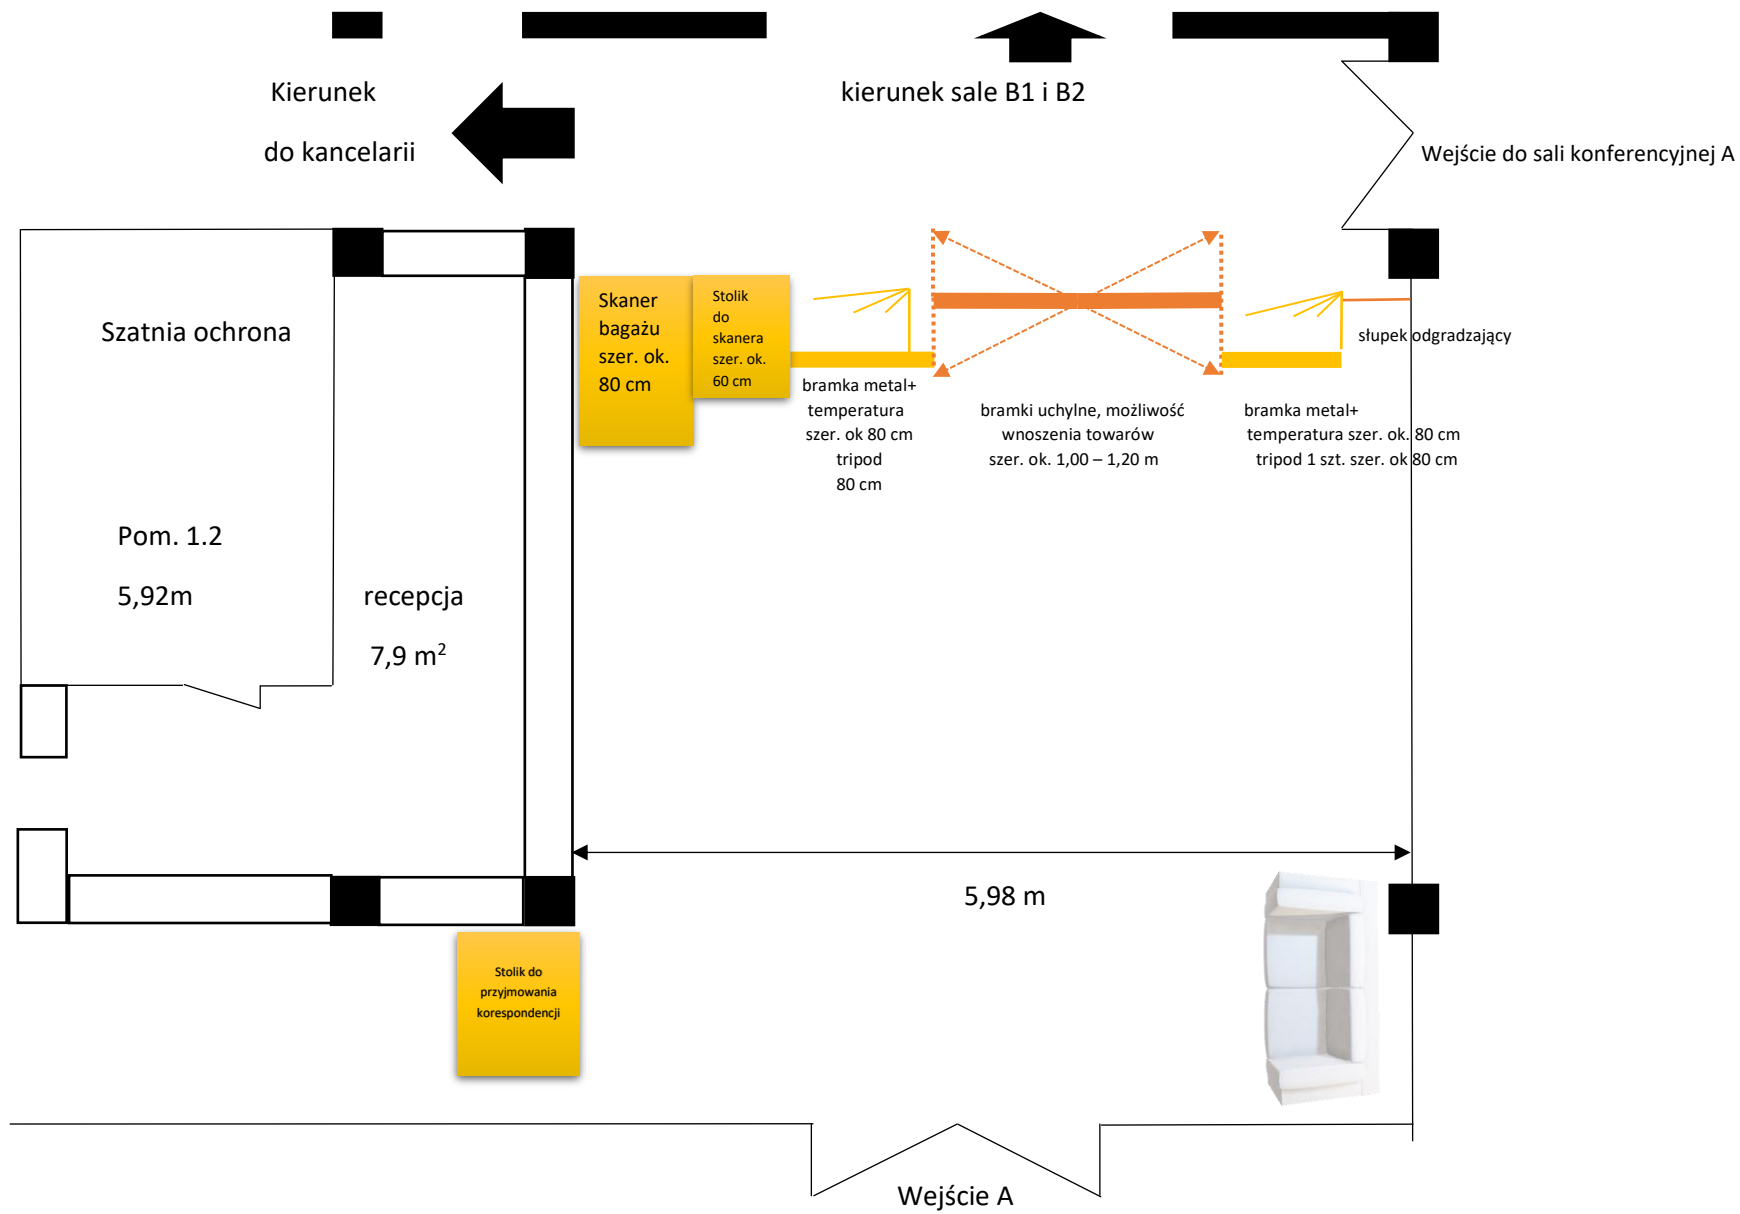 Kierunek
do kancelarii
kierunek sale B1 i B2
Wejście do sali konferencyjnej A
Szatnia ochrona
Skaner
bagażu
szer. ok.
80 cm
Stolik
do
skanera
szer. ok.
60 cm
słupek odgradzający
bramka metal+
temperatura
szer. ok 80 cm
tripod
80 cm
bramki uchylne, możliwość
wnoszenia towarów
szer. ok. 1,00 – 1,20 m
bramka metal+
temperatura szer. ok. 80 cm
tripod 1 szt. szer. ok 80 cm
Pom. 1.2
5,92m
recepcja
7,9 m²
5,98 m
Stolik do
przyjmowania
korespondencji
Wejście A